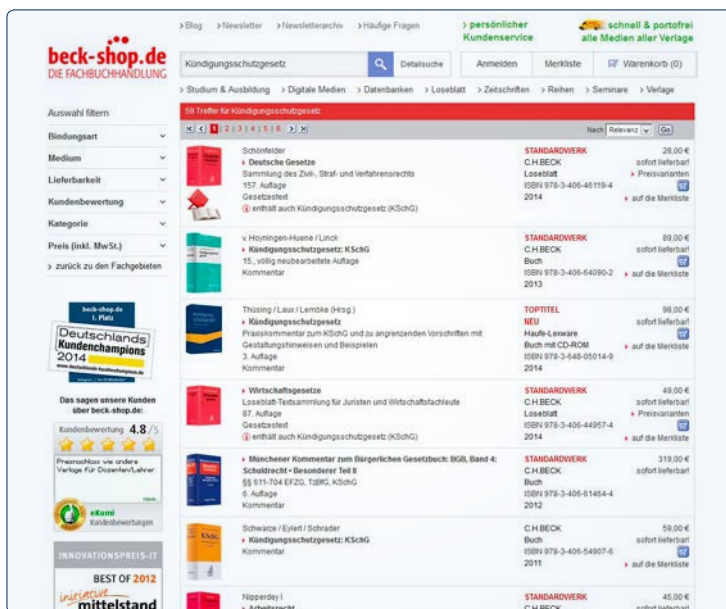 Blog Newsletter Newsletterarchiv Häufige Fragen
persönlicher Kundenservice
schnell & portofrei
alle Medien aller Verlage
beck-shop.de
DIE FACHBUCHHANDLUNG
Kündigungsschutzgesetz
Detailsuche
Anmelden
Merkliste
Warenkorb (0)
Studium & Ausbildung Digitale Medien Datenbanken Loseblatt Zeitschriften Reihen Seminare Verlage
Auswahl filtern
Bindungsart
Medium
Lieferbarkeit
Kundenbewertung
Kategorie
Preis (inkl. MwSt.)
zurück zu den Fachgebieten
beck-shop.de
1. Platz
Deutschlands
Kundenchampions
2014
Das sagen unsere Kunden
über beck-shop.de:
Kundenbewertung 4.8/5
Preisnachlass wie andere
Verlage für Dozenten/Lehrer
eKomi
Kundenbewertungen
INNOVATIONSPREIS-IT
BEST OF 2012
initiative
mittelstand
59 Treffer für Kündigungsschutzgesetz
1 | 2 | 3 | 4 | 5 | 6
Nach Relevanz Go
Schönfelder
Deutsche Gesetze
Sammlung des Zivil-, Straf- und Verfahrensrechts
157. Auflage
Gesetzestext
enthält auch Kündigungsschutzgesetz (KSchG)
STANDARDWERK
C.H.BECK
Loseblatt
ISBN 978-3-406-46119-4
2014
28,00 €
sofort lieferbar!
Preisvarianten
auf die Merkliste
v. Hoyningen-Huene / Linck
Kündigungsschutzgesetz: KSchG
15., völlig neubearbeitete Auflage
Kommentar
STANDARDWERK
C.H.BECK
Buch
ISBN 978-3-406-64090-2
2013
89,00 €
sofort lieferbar!
auf die Merkliste
Thüsing / Laux / Lembke (Hrsg.)
Kündigungsschutzgesetz
Praxiskommentar zum KSchG und zu angrenzenden Vorschriften mit
Gestaltungshinweisen und Beispielen
3. Auflage
Kommentar
TOPTITEL
NEU
Haufe-Lexware
Buch mit CD-ROM
ISBN 978-3-648-05014-9
2014
98,00 €
sofort lieferbar!
auf die Merkliste
Wirtschaftsgesetze
Loseblatt-Textsammlung für Juristen und Wirtschaftsfachleute
87. Auflage
Gesetzestext
enthält auch Kündigungsschutzgesetz (KSchG)
STANDARDWERK
C.H.BECK
Loseblatt
ISBN 978-3-406-44957-4
2014
49,00 €
sofort lieferbar!
Preisvarianten
auf die Merkliste
Münchener Kommentar zum Bürgerlichen Gesetzbuch: BGB, Band 4:
Schuldrecht • Besonderer Teil II
§§ 611-704 EFZG, TzBfG, KSchG
6. Auflage
Kommentar
STANDARDWERK
C.H.BECK
Buch
ISBN 978-3-406-61464-4
2012
319,00 €
sofort lieferbar!
auf die Merkliste
Schwarze / Eylert / Schrader
Kündigungsschutzgesetz: KSchG
Kommentar
C.H.BECK
Buch
ISBN 978-3-406-54907-6
2011
59,00 €
sofort lieferbar!
auf die Merkliste
Nipperdey I
Arbeitsrecht
STANDARDWERK
C.H.BECK
45,00 €
sofort lieferbar!